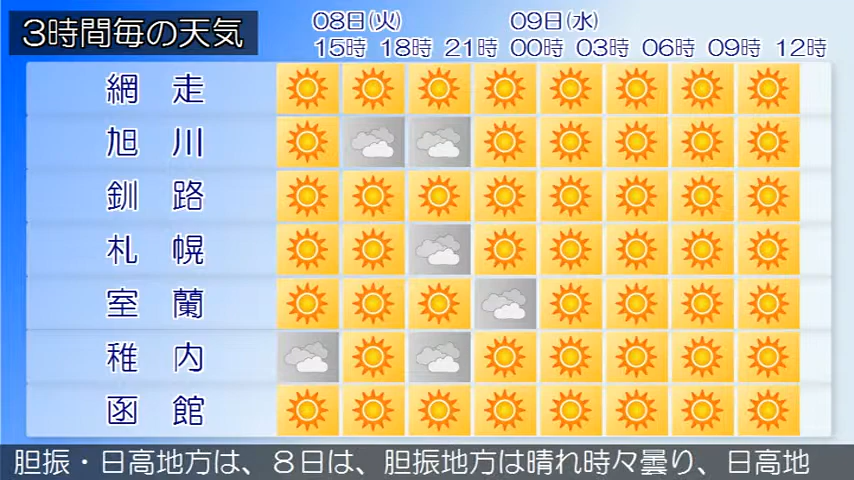 3時間毎の天気
08日(火) 09日(水)
15時 18時 21時 00時 03時 06時 09時 12時
網走
旭川
釧路
札幌
室蘭
稚内
函館
胆振・日高地方は、８日は、胆振地方は晴れ時々曇り、日高地